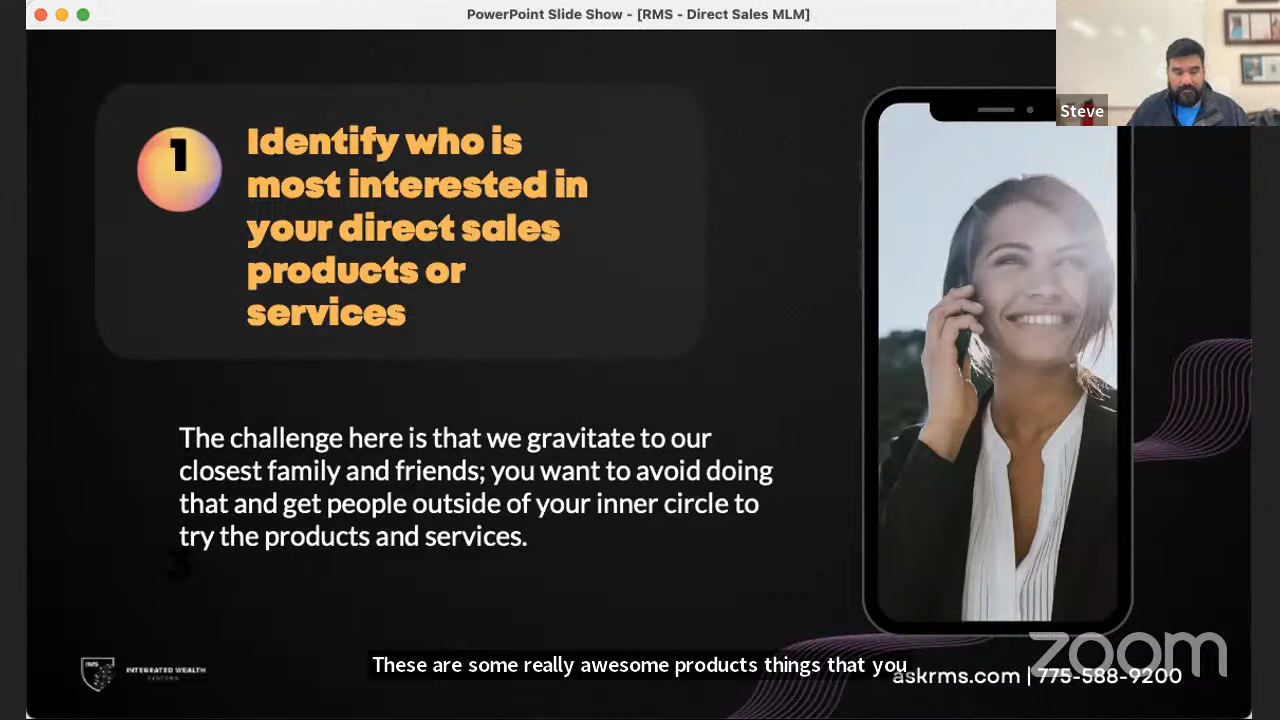 PowerPoint Slide Show - [RMS - Direct Sales MLM]
Steve
1
Identify who is
most interested in
your direct sales
products or
services
The challenge here is that we gravitate to our
closest family and friends; you want to avoid doing
that and get people outside of your inner circle to
try the products and services.
3
RMS
INTEGRATED WEALTH
SYSTEMS
These are some really awesome products things that you
askrms.com | 775-588-9200
zoom